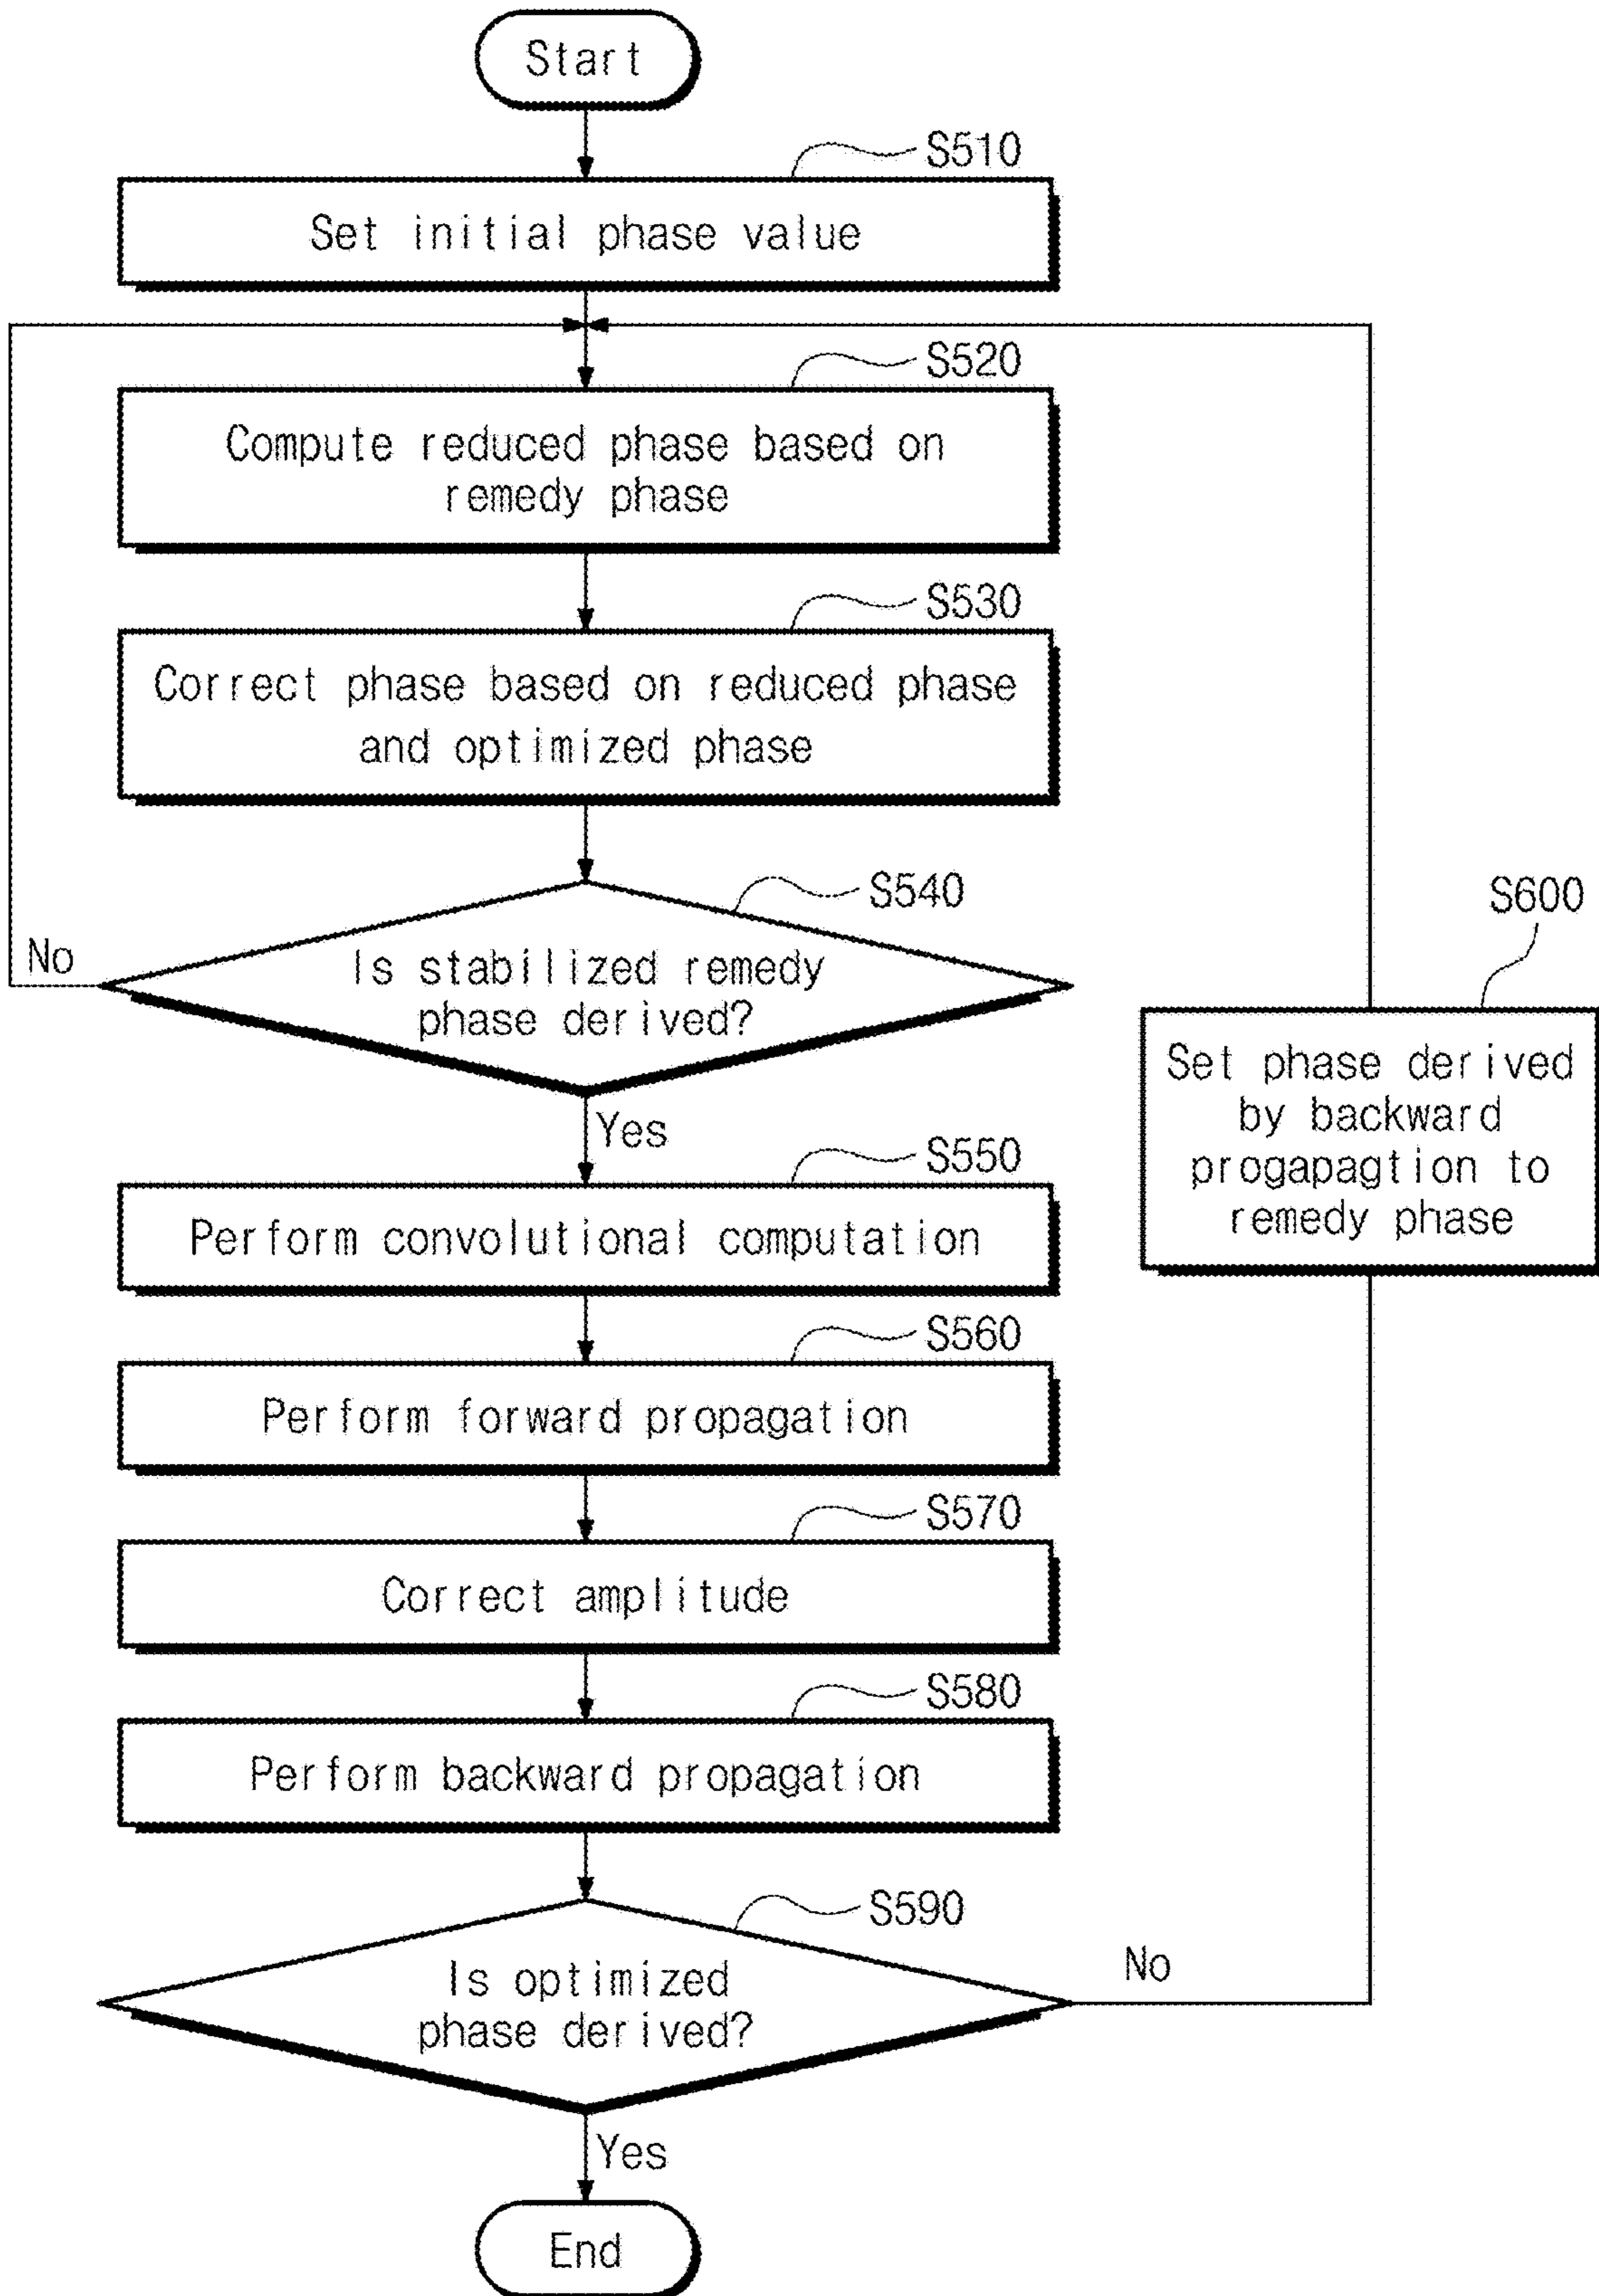 Start
S510
Set initial phase value
S520
Compute reduced phase based on
remedy phase
S530
Correct phase based on reduced phase
and optimized phase
S540
No
Is stabilized remedy
phase derived?
Yes
S600
Set phase derived
by backward
progapagtion to
remedy phase
S550
Perform convolutional computation
S560
Perform forward propagation
S570
Correct amplitude
S580
Perform backward propagation
S590
Is optimized
phase derived?
No
Yes
End